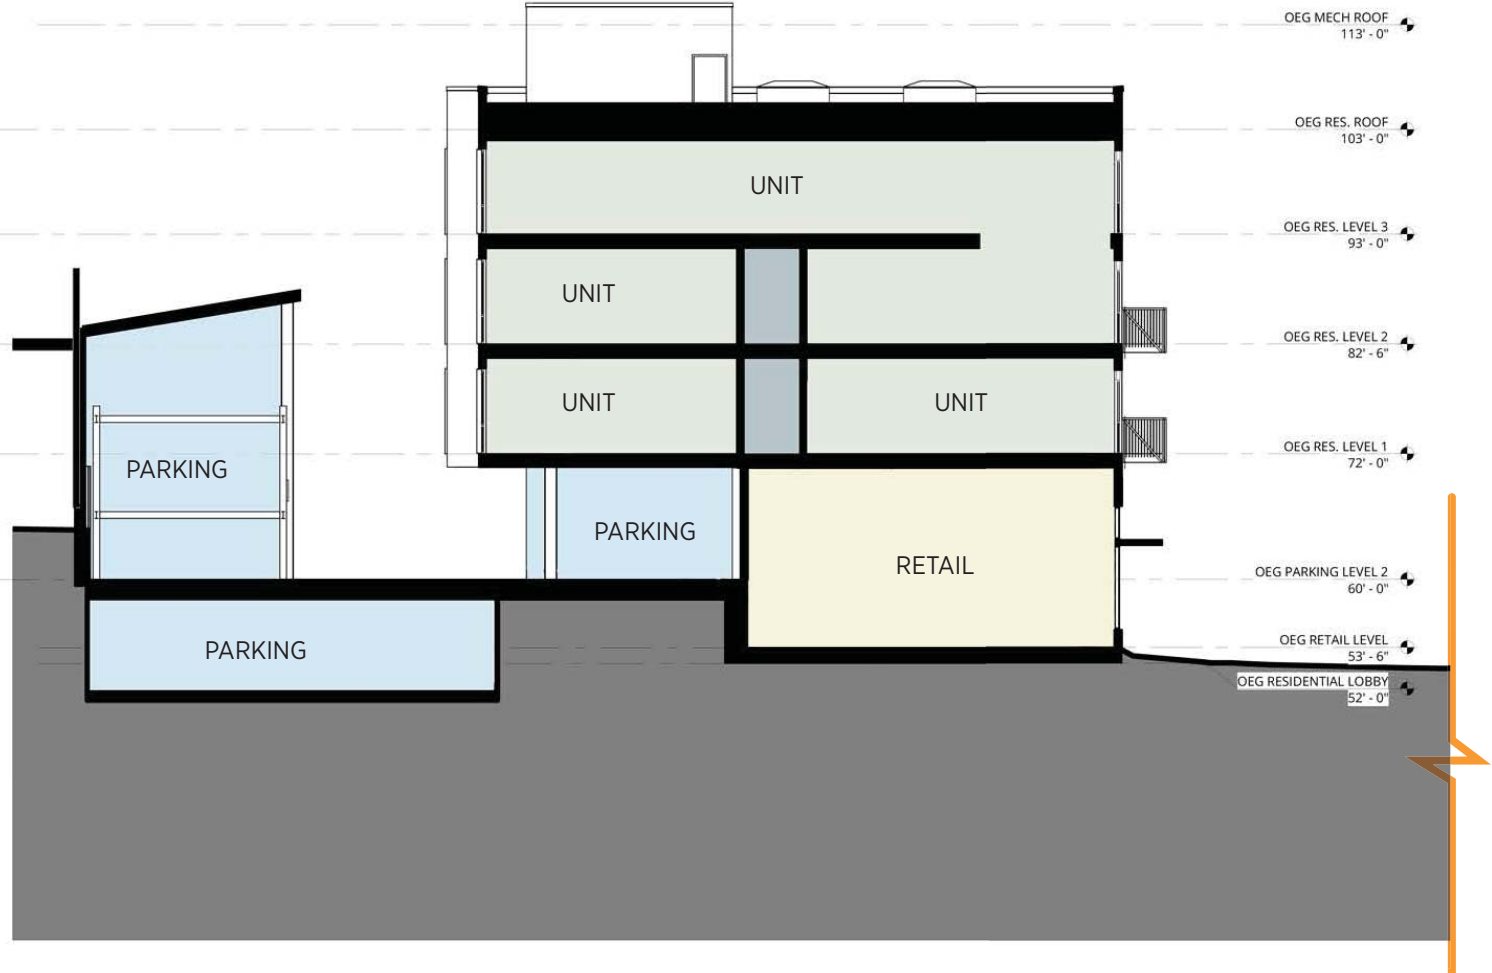 OEG MECH ROOF
113' - 0"
OEG RES. ROOF
103' - 0"
UNIT
OEG RES. LEVEL 3
93' - 0"
UNIT
OEG RES. LEVEL 2
82' - 6"
UNIT
UNIT
OEG RES. LEVEL 1
72' - 0"
PARKING
PARKING
RETAIL
OEG PARKING LEVEL 2
60' - 0"
PARKING
OEG RETAIL LEVEL
53' - 6"
OEG RESIDENTIAL LOBBY
52' - 0"